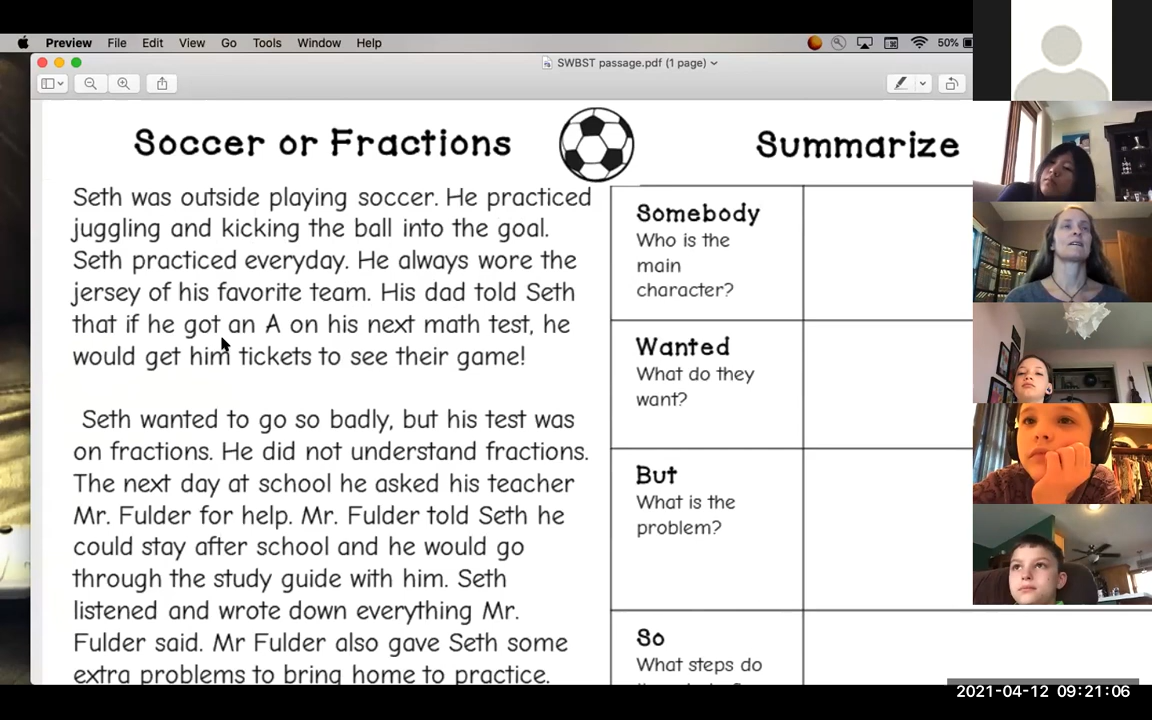 Preview File Edit View Go Tools Window Help 50%
SWBST passage.pdf (1 page)
Soccer or Fractions
Seth was outside playing soccer. He practiced
juggling and kicking the ball into the goal.
Seth practiced everyday. He always wore the
jersey of his favorite team. His dad told Seth
that if he got an A on his next math test, he
would get him tickets to see their game!
Seth wanted to go so badly, but his test was
on fractions. He did not understand fractions.
The next day at school he asked his teacher
Mr. Fulder for help. Mr. Fulder told Seth he
could stay after school and he would go
through the study guide with him. Seth
listened and wrote down everything Mr.
Fulder said. Mr Fulder also gave Seth some
extra problems to bring home to practice.
Summarize
Somebody
Who is the
main
character?
Wanted
What do they
want?
But
What is the
problem?
So
What steps do
2021-04-12 09:21:06